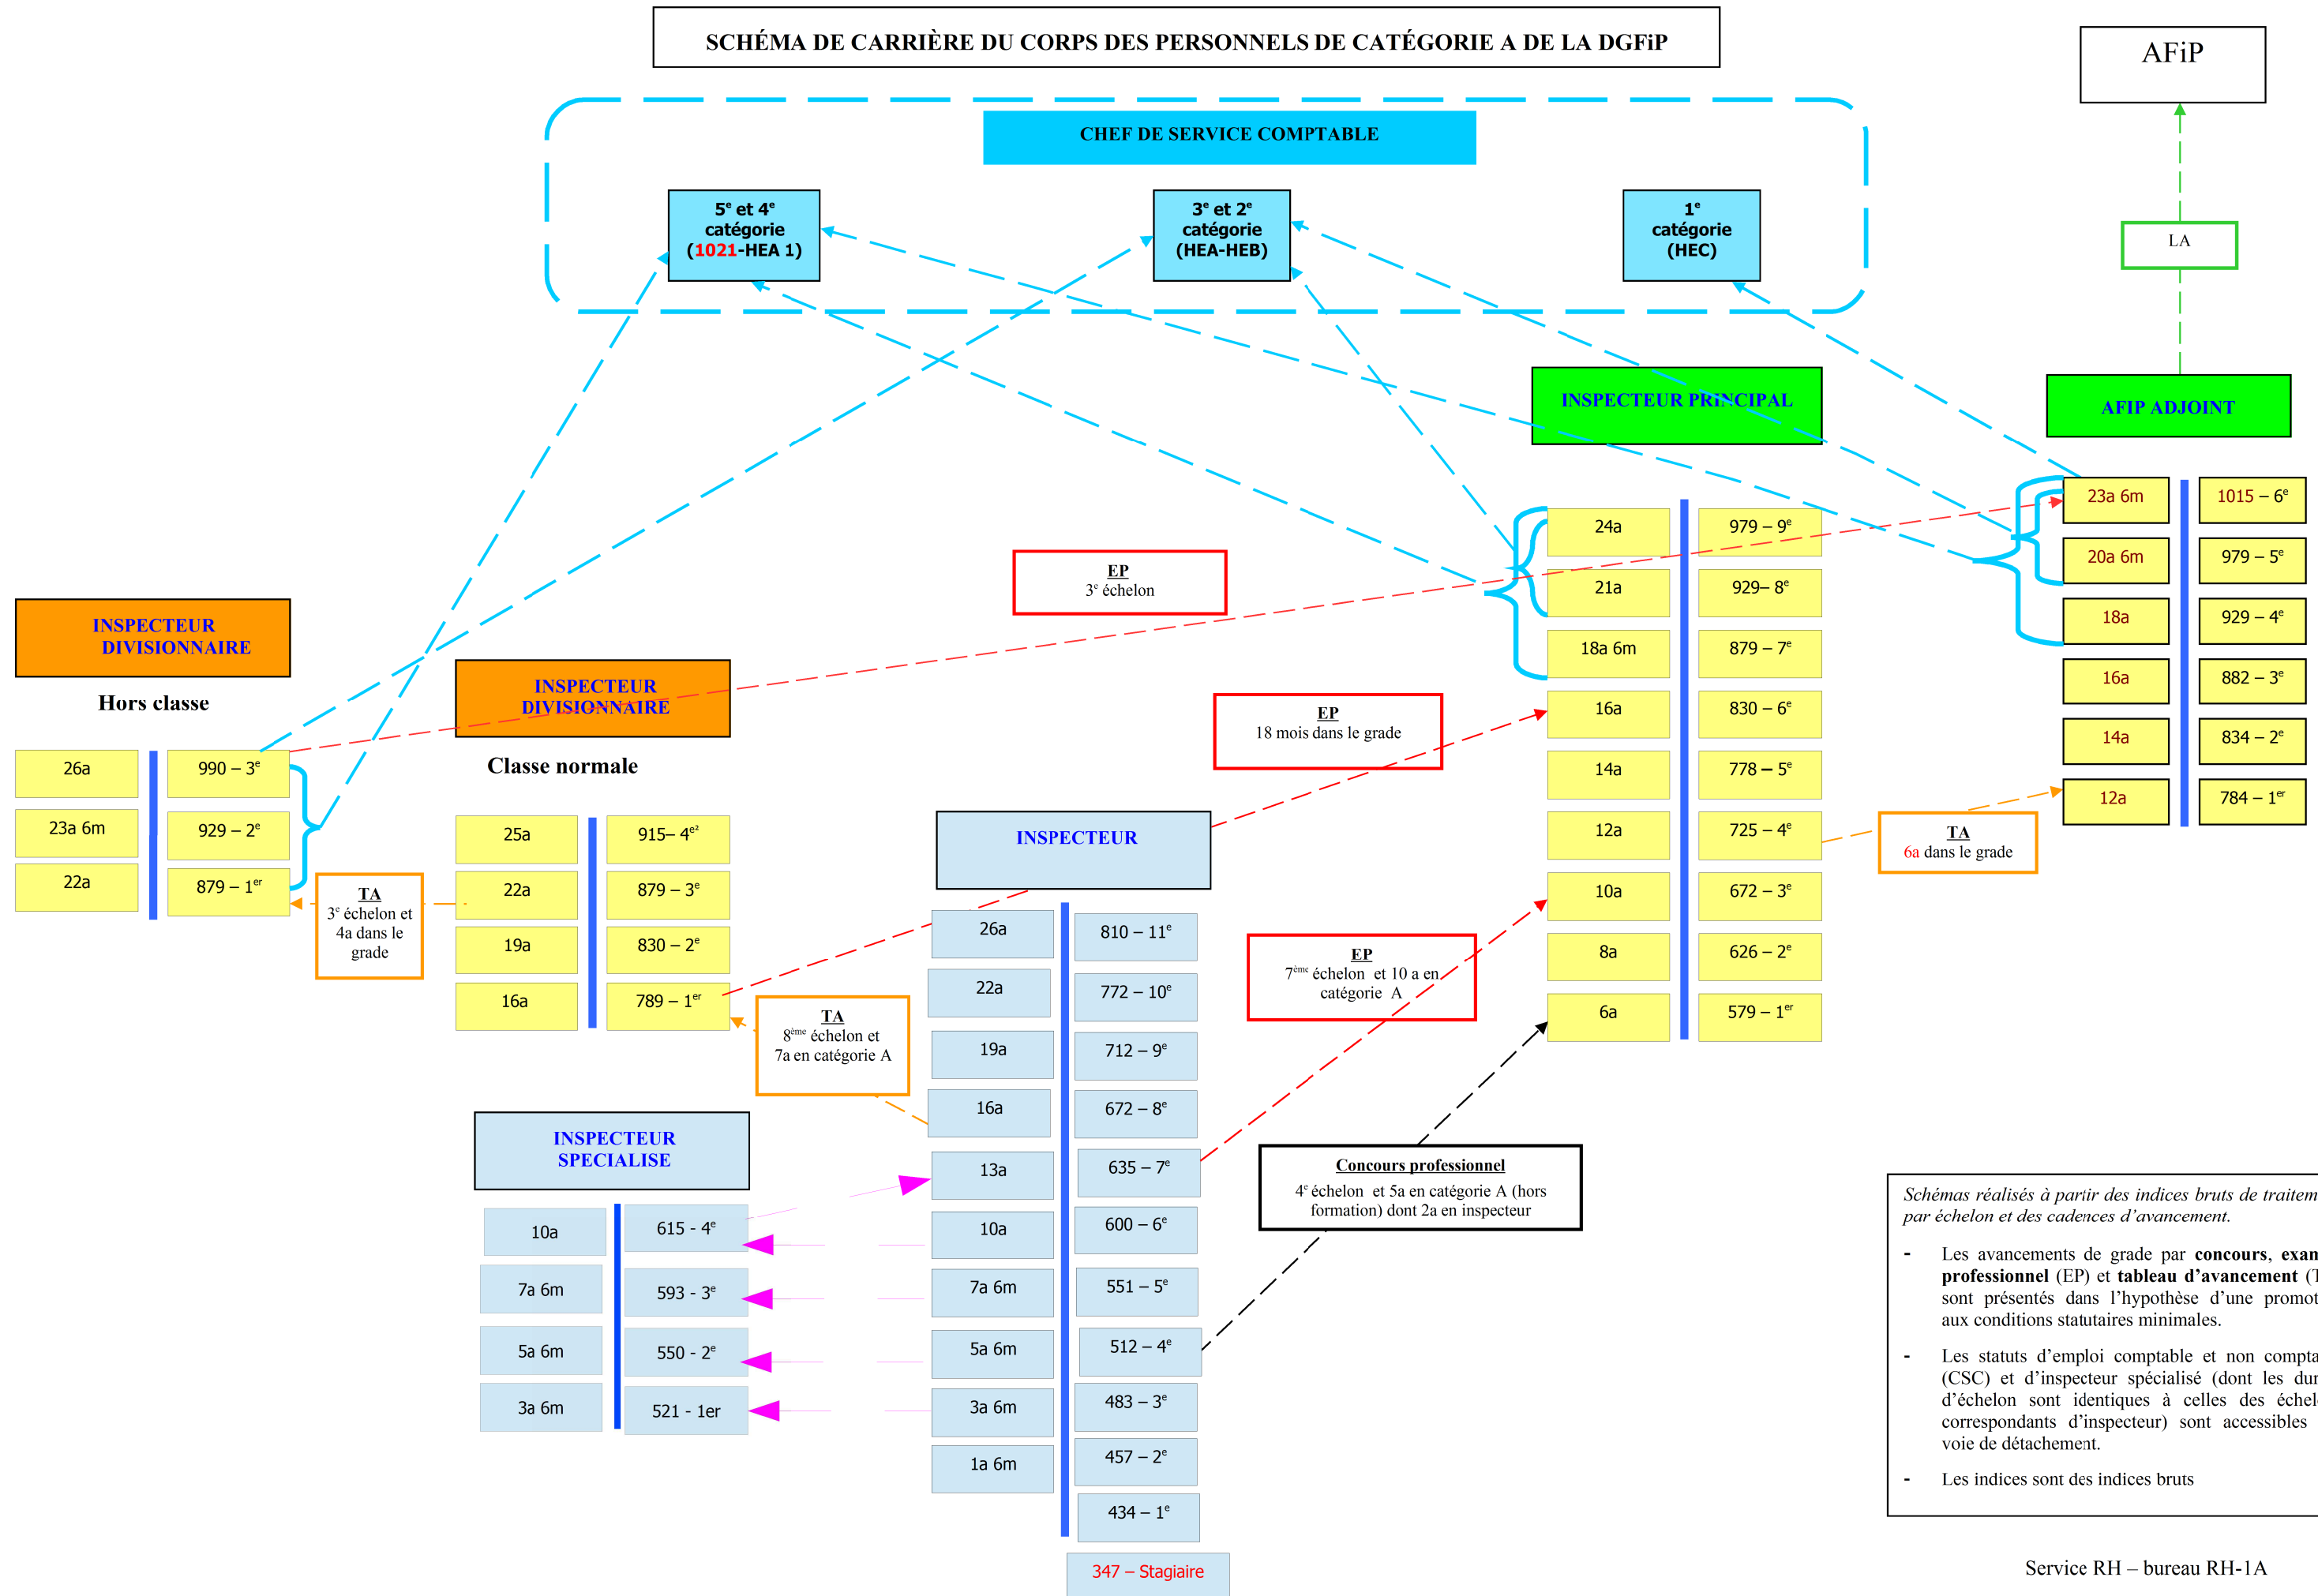 SCHÉMA DE CARRIÈRE DU CORPS DES PERSONNELS DE CATÉGORIE A DE LA DGFiP
AFiP
CHEF DE SERVICE COMPTABLE
5e et 4e
catégorie
(1021-HEA 1)
3e et 2e
catégorie
(HEA-HEB)
1e
catégorie
(HEC)
LA
INSPECTEUR PRINCIPAL
AFIP ADJOINT
23a 6m
1015 – 6e
20a 6m
979 – 5e
18a
929 – 4e
16a
882 – 3e
14a
834 – 2e
12a
784 – 1er
24a
979 – 9e
21a
929– 8e
18a 6m
879 – 7e
16a
830 – 6e
14a
778 – 5e
12a
725 – 4e
10a
672 – 3e
8a
626 – 2e
6a
579 – 1er
TA
6a dans le grade
EP
3e échelon
EP
18 mois dans le grade
EP
7ème échelon et 10 a en
catégorie A
Concours professionnel
4e échelon et 5a en catégorie A (hors
formation) dont 2a en inspecteur
INSPECTEUR
DIVISIONNAIRE
Hors classe
26a
990 – 3e
23a 6m
929 – 2e
22a
879 – 1er
TA
3e échelon et
4a dans le
grade
INSPECTEUR
DIVISIONNAIRE
Classe normale
25a
915– 4e²
22a
879 – 3e
19a
830 – 2e
16a
789 – 1er
TA
8ème échelon et
7a en catégorie A
INSPECTEUR
26a
810 – 11e
22a
772 – 10e
19a
712 – 9e
16a
672 – 8e
13a
635 – 7e
10a
600 – 6e
7a 6m
551 – 5e
5a 6m
512 – 4e
3a 6m
483 – 3e
1a 6m
457 – 2e
434 – 1e
347 – Stagiaire
INSPECTEUR
SPECIALISE
10a
615 - 4e
7a 6m
593 - 3e
5a 6m
550 - 2e
3a 6m
521 - 1er
Schémas réalisés à partir des indices bruts de traitem
par échelon et des cadences d’avancement.
- Les avancements de grade par concours, exam
professionnel (EP) et tableau d’avancement (T
sont présentés dans l’hypothèse d’une promot
aux conditions statutaires minimales.
- Les statuts d’emploi comptable et non compta
(CSC) et d’inspecteur spécialisé (dont les dur
d’échelon sont identiques à celles des échel
correspondants d’inspecteur) sont accessibles
voie de détachement.
- Les indices sont des indices bruts
Service RH – bureau RH-1A